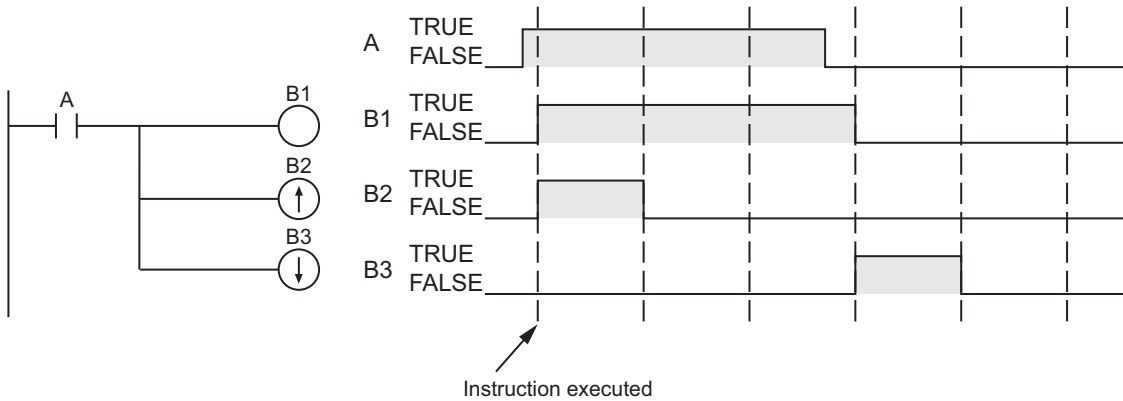 A
B1
B2
B3
A TRUE
FALSE
B1 TRUE
FALSE
B2 TRUE
FALSE
B3 TRUE
FALSE
Instruction executed